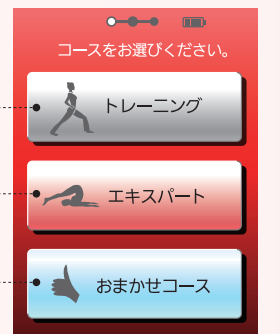 コースをお選びください。
トレーニング
エキスパート
おまかせコース